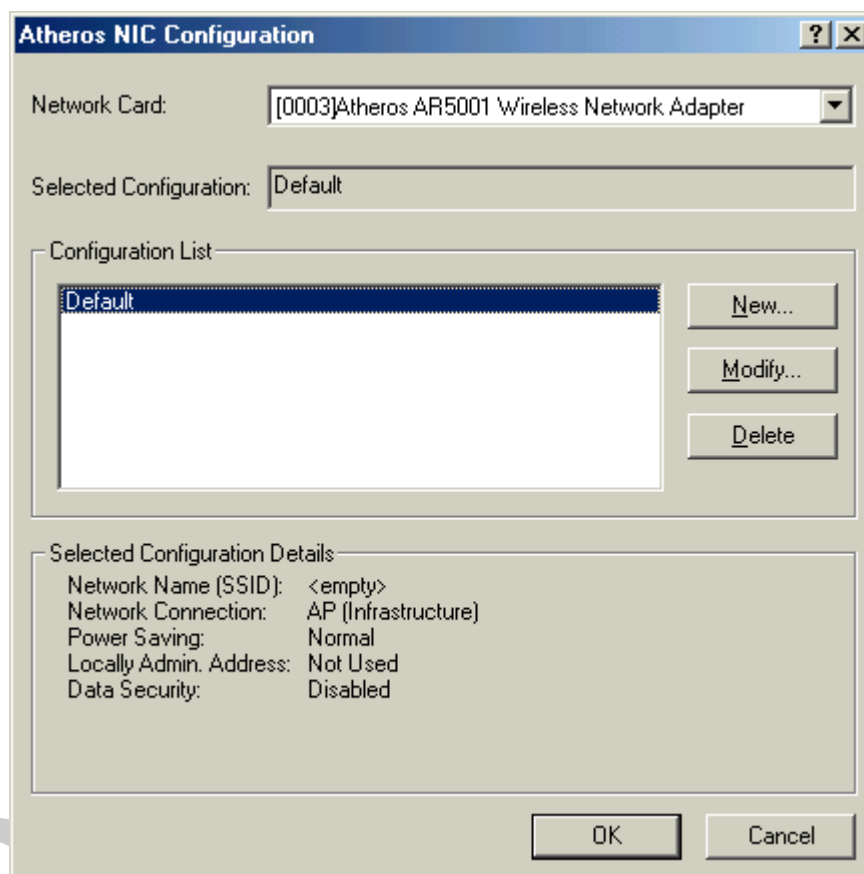 Atheros NIC Configuration
Network Card: [0003]Atheros AR5001 Wireless Network Adapter
Selected Configuration: Default
Configuration List
Default
New...
Modify...
Delete
Selected Configuration Details
Network Name (SSID): <empty>
Network Connection: AP (Infrastructure)
Power Saving: Normal
Locally Admin. Address: Not Used
Data Security: Disabled
OK Cancel